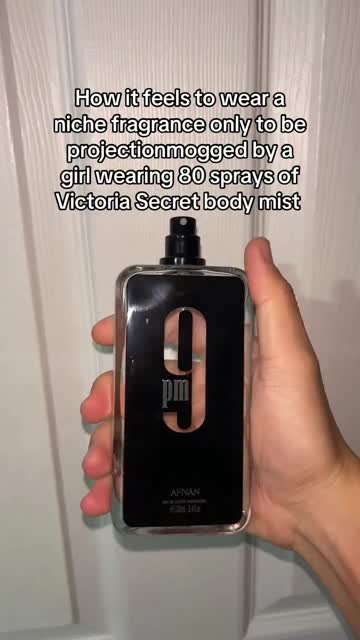 How it feels to wear a
niche fragrance only to be
projectionmogged by a
girl wearing 80 sprays of
Victoria Secret body mist
9
pm
AFNAN